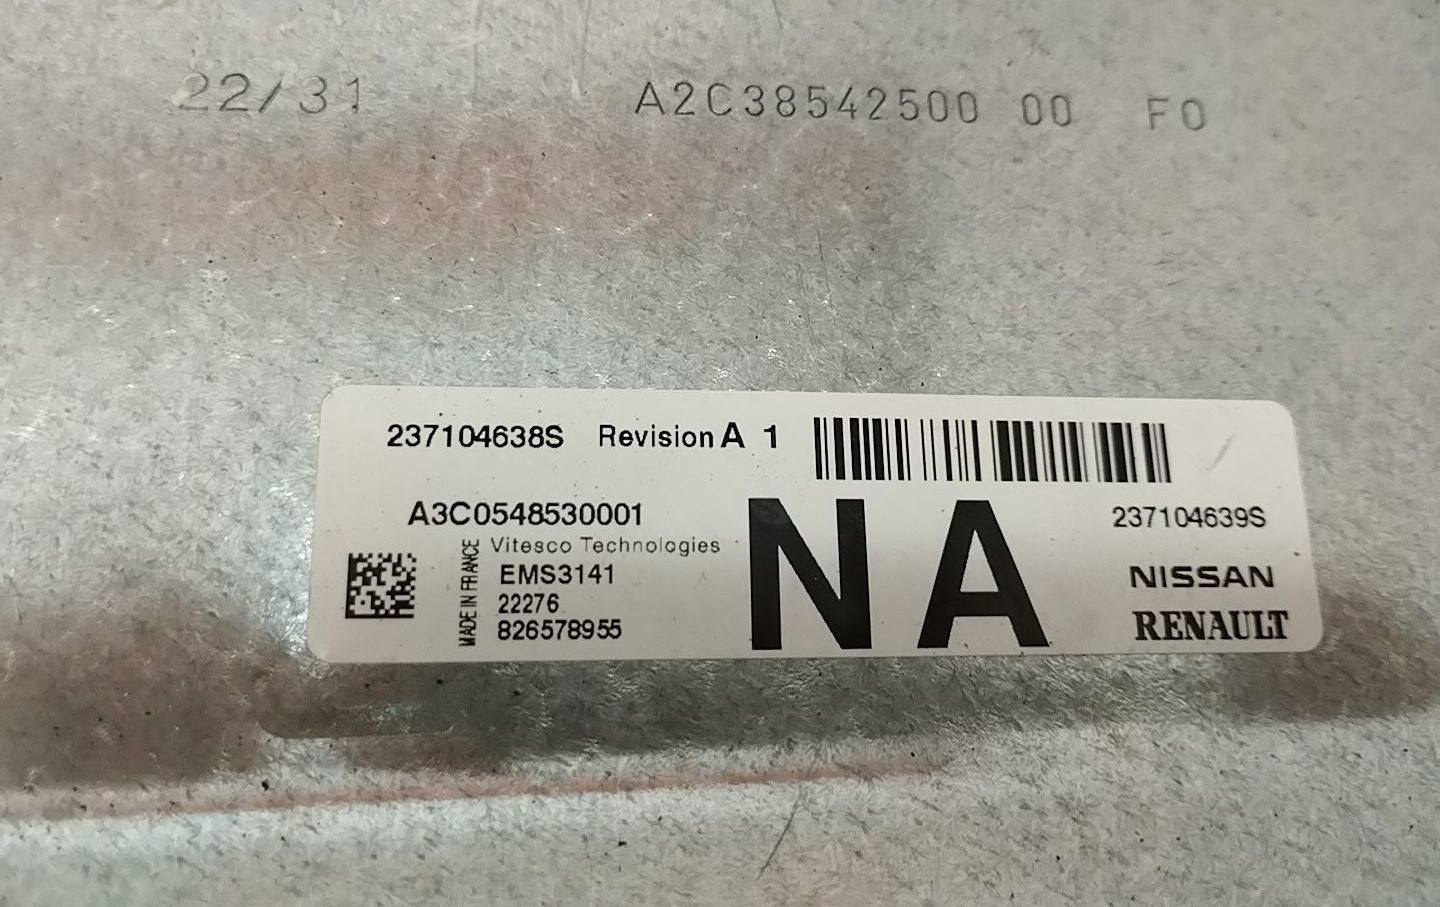 22/31 A2C38542500 00 F0
237104638S Revision A 1
A3C0548530001
237104639S
MADE IN FRANCE
Vitesco Technologies
EMS3141
22276
826578955
NA
NISSAN
RENAULT